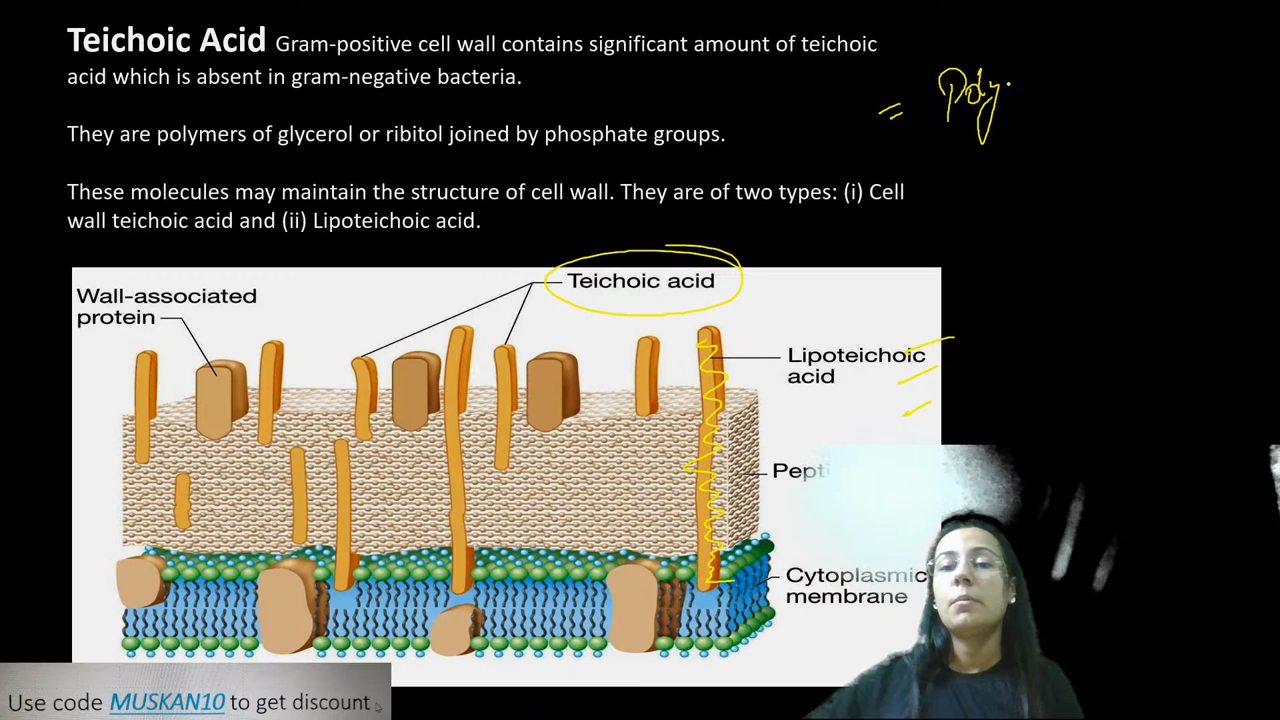 Teichoic Acid Gram-positive cell wall contains significant amount of teichoic
acid which is absent in gram-negative bacteria.
= Poly.
They are polymers of glycerol or ribitol joined by phosphate groups.
These molecules may maintain the structure of cell wall. They are of two types: (i) Cell
wall teichoic acid and (ii) Lipoteichoic acid.
Teichoic acid
Wall-associated
protein
Lipoteichoic
acid
Pept
Cytoplasmic
membrane
Use code MUSKAN10 to get discount